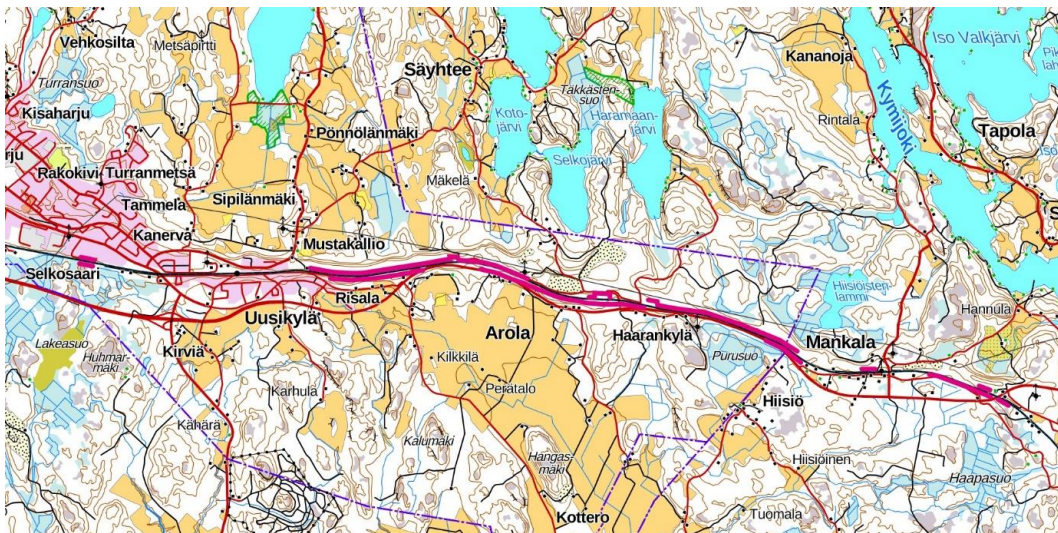 Vehkosilta
Metsäpirtti
Säyhtee
Turransuo
Kisaharju
Takkästen-
suo
Koto-
järvi
Haramaan-
järvi
Kananoja
Iso Valkjärvi
Rintala
Kymijoki
Tapola
Pönnölänmäki
rju
Rakokivi
Turranmetsä
Mäkelä
Selkojärvi
Tammela
Sipilänmäki
Kanerva
Mustakallio
Selkosaari
Risala
Uusikylä
Hiisiöisten
lammi
Arola
Haarankylä
Mankala
Hannula
Lakeasuo
Huhmar-
mäki
Kirviä
Kilkkilä
Purusuo
Karhula
Perätalo
Hiisiö
Kähärä
Kalumäki
Hangas-
mäki
Hiisiöinen
Haapasuo
Kottero
Tuomala